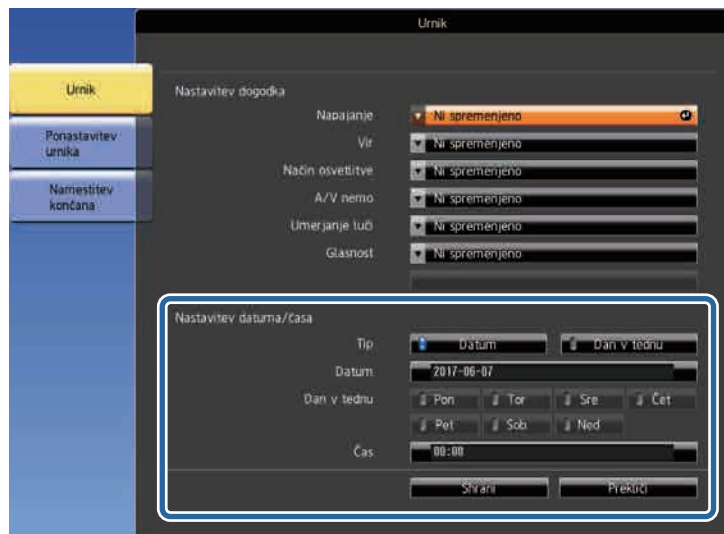 Urnik
Urnik
Ponastavitev
urnika
Namestitev
končana
Nastavitev dogodka
Napajanje Ni spremenjeno
Vir Ni spremenjeno
Način osvetlitve Ni spremenjeno
A/V nemo Ni spremenjeno
Umerjanje luči Ni spremenjeno
Glasnost Ni spremenjeno
Nastavitev datuma/časa
Tip Datum Dan v tednu
Datum 2017-06-07
Dan v tednu Pon Tor Sre Čet
Pet Sob Ned
Čas 00:00
Shrani Prekliči